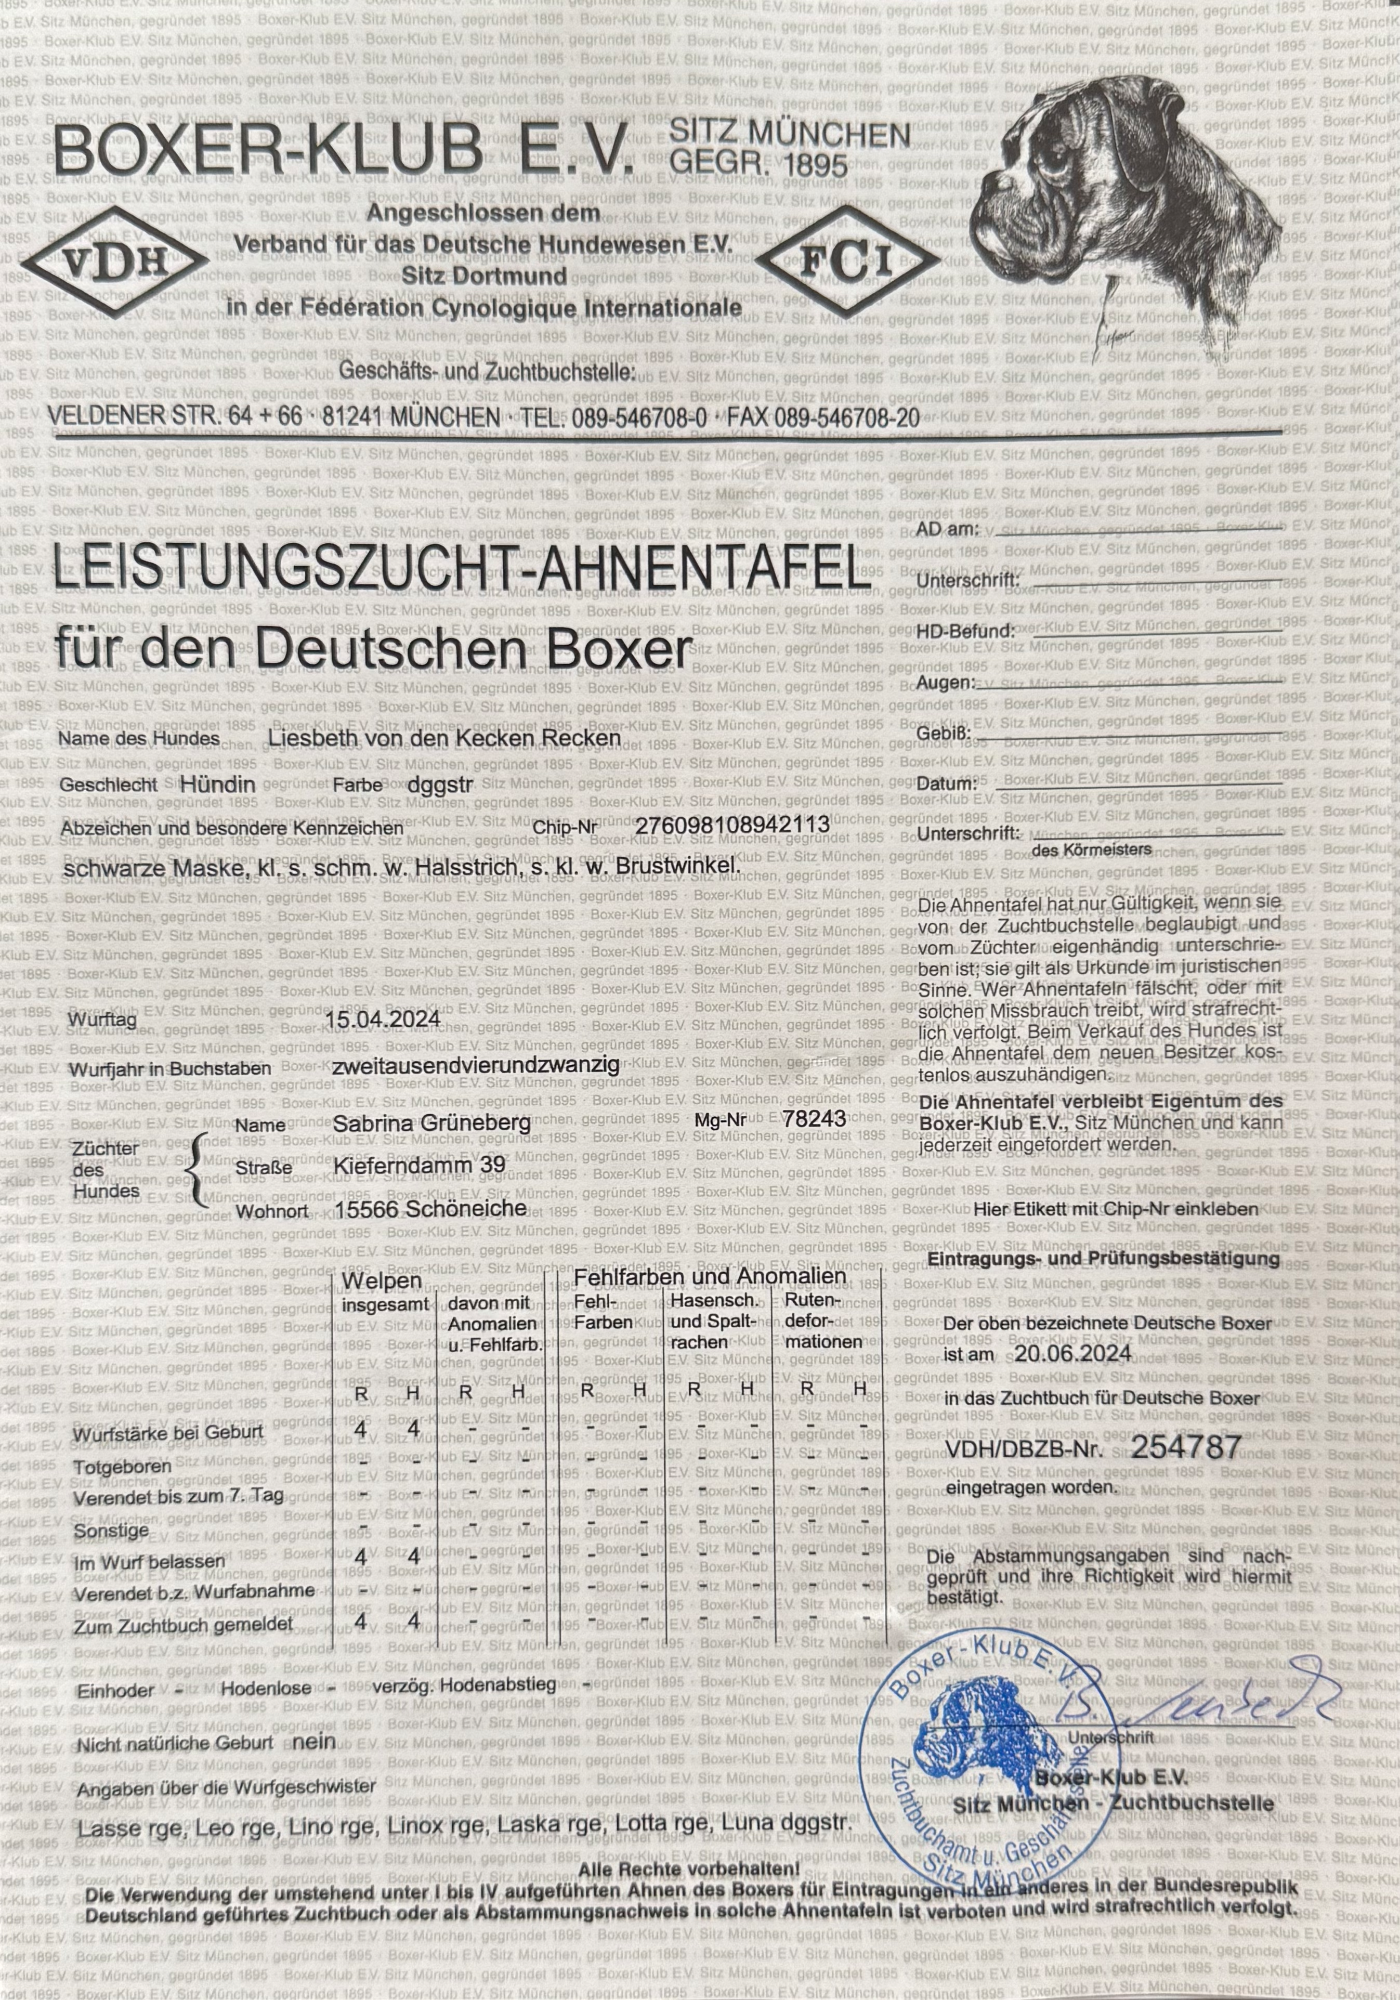 BOXER-KLUB E.V. SITZ MÜNCHEN
GEGR. 1895
VDH
Angeschlossen dem
Verband für das Deutsche Hundewesen E.V.
Sitz Dortmund
in der Fédération Cynologique Internationale
FCI
Geschäfts- und Zuchtbuchstelle:
VELDENER STR. 64 + 66 · 81241 MÜNCHEN · TEL. 089-546708-0 · FAX 089-546708-20
LEISTUNGSZUCHT-AHNENTAFEL
für den Deutschen Boxer
AD am:
Unterschrift:
HD-Befund:
Augen:
Gebiß:
Datum:
Unterschrift:
des Körmeisters
Name des Hundes Liesbeth von den Kecken Recken
Geschlecht Hündin Farbe dggstr
Abzeichen und besondere Kennzeichen Chip-Nr 276098108942113
schwarze Maske, kl. s. schm. w. Halsstrich, s. kl. w. Brustwinkel.
Die Ahnentafel hat nur Gültigkeit, wenn sie
von der Zuchtbuchstelle beglaubigt und
vom Züchter eigenhändig unterschrie-
ben ist; sie gilt als Urkunde im juristischen
Sinne. Wer Ahnentafeln fälscht, oder mit
solchen Missbrauch treibt, wird strafrecht-
lich verfolgt. Beim Verkauf des Hundes ist
die Ahnentafel dem neuen Besitzer kos-
tenlos auszuhändigen.
Die Ahnentafel verbleibt Eigentum des
Boxer-Klub E.V., Sitz München und kann
jederzeit eingefordert werden.
Wurftag 15.04.2024
Wurfjahr in Buchstaben zweitausendvierundzwanzig
Züchter
des
Hundes
Name Sabrina Grüneberg Mg-Nr 78243
Straße Kieferndamm 39
Wohnort 15566 Schöneiche
Hier Etikett mit Chip-Nr einkleben
Eintragungs- und Prüfungsbestätigung
Der oben bezeichnete Deutsche Boxer
ist am 20.06.2024
in das Zuchtbuch für Deutsche Boxer
VDH/DBZB-Nr. 254787
eingetragen worden.
Die Abstammungsangaben sind nach-
geprüft und ihre Richtigkeit wird hiermit
bestätigt.
Welpen
insgesamt
davon mit
Anomalien
u. Fehlfarb.
Fehlfarben und Anomalien
Fehl-
Farben
Hasensch.
und Spalt-
rachen
Ruten-
defor-
mationen
R H R H R H R H R H
Wurfstärke bei Geburt 4 4 - - - - - - - -
Totgeboren - - - - - - - - - -
Verendet bis zum 7. Tag - - - - - - - - - -
Sonstige - - - - - - - - - -
Im Wurf belassen 4 4 - - - - - - - -
Verendet b.z. Wurfabnahme - - - - - - - - - -
Zum Zuchtbuch gemeldet 4 4 - - - - - - - -
Einhoder - Hodenlose - verzög. Hodenabstieg -
Nicht natürliche Geburt nein
Angaben über die Wurfgeschwister
Lasse rge, Leo rge, Lino rge, Linox rge, Laska rge, Lotta rge, Luna dggstr.
Boxer-Klub E.V.
Zuchtbuchamt u. Geschäftsstelle
Sitz München
Unterschrift
Boxer-Klub E.V.
Sitz München - Zuchtbuchstelle
Alle Rechte vorbehalten!
Die Verwendung der umstehend unter I bis IV aufgeführten Ahnen des Boxers für Eintragungen in ein anderes in der Bundesrepublik
Deutschland geführtes Zuchtbuch oder als Abstammungsnachweis in solche Ahnentafeln ist verboten und wird strafrechtlich verfolgt.